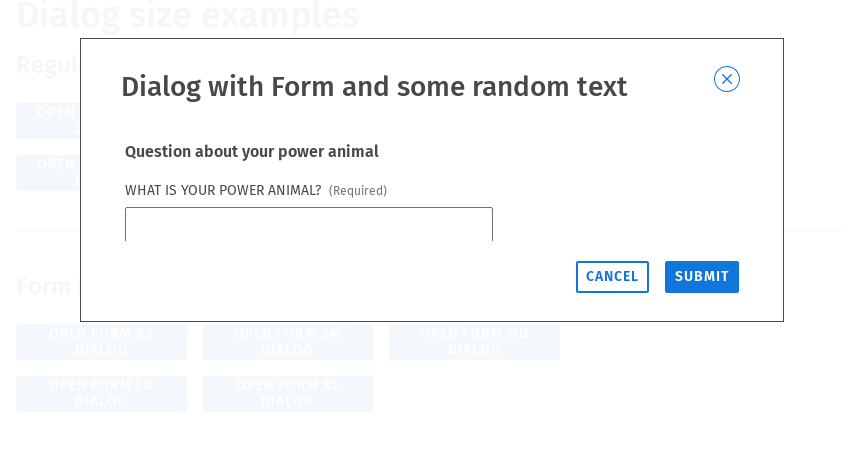 Dialog size examples
Regul
OPEN
OPEN
Dialog with Form and some random text
Question about your power animal
WHAT IS YOUR POWER ANIMAL? (Required)
CANCEL SUBMIT
Form
OPEN FORM XS DIALOG
OPEN FORM SM DIALOG
OPEN FORM MD DIALOG
OPEN FORM LG DIALOG
OPEN FORM XL DIALOG